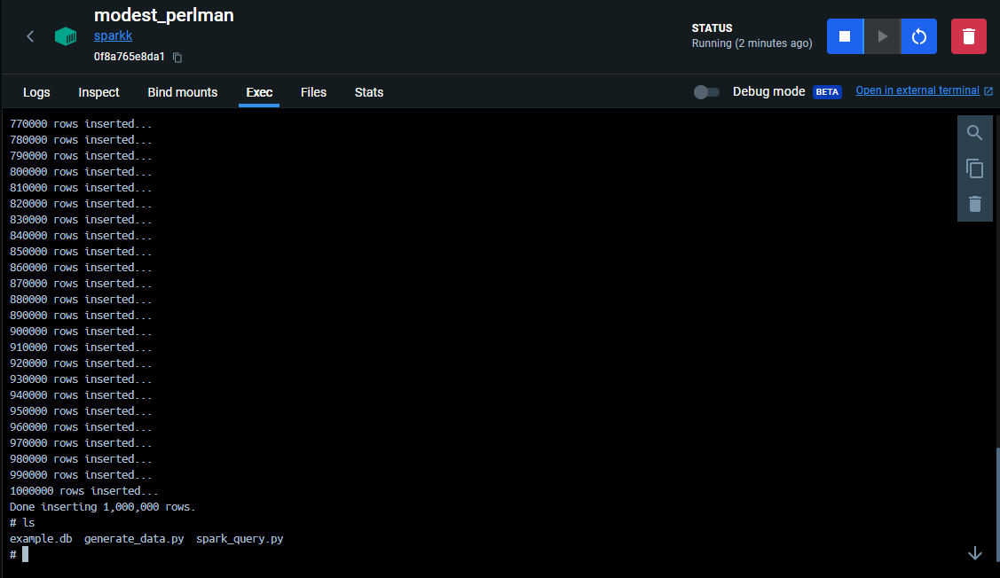 modest_perlman
sparkk
0f8a765e8da1
STATUS
Running (2 minutes ago)
Logs Inspect Bind mounts Exec Files Stats
Debug mode BETA Open in external terminal
770000 rows inserted...
780000 rows inserted...
790000 rows inserted...
800000 rows inserted...
810000 rows inserted...
820000 rows inserted...
830000 rows inserted...
840000 rows inserted...
850000 rows inserted...
860000 rows inserted...
870000 rows inserted...
880000 rows inserted...
890000 rows inserted...
900000 rows inserted...
910000 rows inserted...
920000 rows inserted...
930000 rows inserted...
940000 rows inserted...
950000 rows inserted...
960000 rows inserted...
970000 rows inserted...
980000 rows inserted...
990000 rows inserted...
1000000 rows inserted...
Done inserting 1,000,000 rows.
# ls
example.db generate_data.py spark_query.py
#